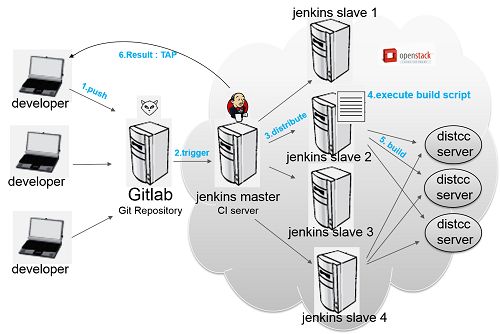 jenkins slave 1
6.Result : TAP
openstack
developer
1.push
4.execute build script
3.distribute
distcc
server
2.trigger
jenkins slave 2
5. build
developer
Gitlab
Git Repository
jenkins master
CI server
distcc
server
jenkins slave 3
distcc
server
developer
jenkins slave 4